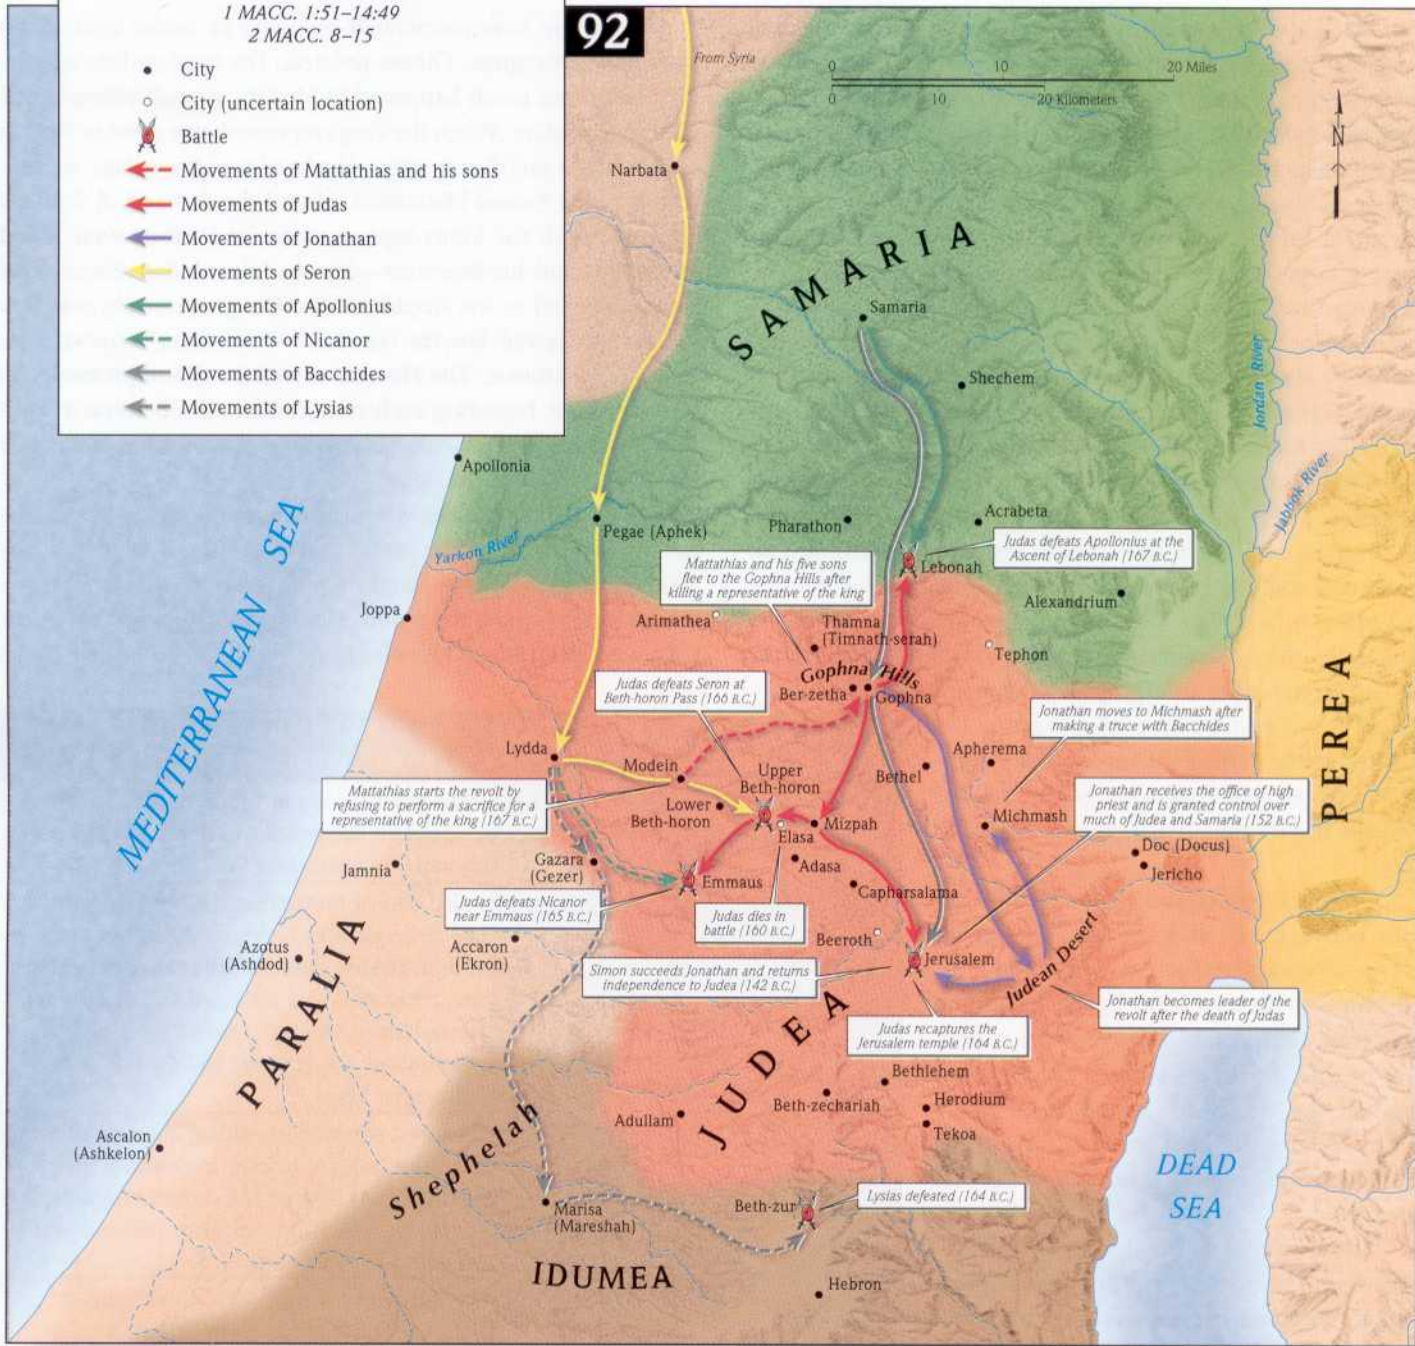 1 MACC. 1:51–14:49
2 MACC. 8–15
City
City (uncertain location)
Battle
Movements of Mattathias and his sons
Movements of Judas
Movements of Jonathan
Movements of Seron
Movements of Apollonius
Movements of Nicanor
Movements of Bacchides
Movements of Lysias
92
From Syria
0 10 20 Miles
0 10 20 Kilometers
N
Narbata
SAMARIA
Samaria
Shechem
Jordan River
Jabbok River
Apollonia
MEDITERRANEAN SEA
Pegae (Aphek)
Yarkon River
Pharathon
Acrabeta
Judas defeats Apollonius at the
Ascent of Lebonah (167 B.C.)
Lebonah
Mattathias and his five sons
flee to the Gophna Hills after
killing a representative of the king
Alexandrium
Joppa
Arimathea
Thamna
(Timnath-serah)
Tephon
Gophna Hills
Ber-zetha
Gophna
Judas defeats Seron at
Beth-horon Pass (166 B.C.)
Jonathan moves to Michmash after
making a truce with Bacchides
PEREA
Lydda
Modein
Upper
Beth-horon
Bethel
Apherema
Mattathias starts the revolt by
refusing to perform a sacrifice for a
representative of the king (167 B.C.)
Lower
Beth-horon
Elasa
Mizpah
Michmash
Jonathan receives the office of high
priest and is granted control over
much of Judea and Samaria (152 B.C.)
Doc (Docus)
Jericho
Jamnia
Gazara
(Gezer)
Emmaus
Adasa
Capharsalama
Judas defeats Nicanor
near Emmaus (165 B.C.)
Judas dies in
battle (160 B.C.)
Beeroth
Azotus
(Ashdod)
Accaron
(Ekron)
PARALIA
Simon succeeds Jonathan and returns
independence to Judea (142 B.C.)
Jerusalem
Judean Desert
Jonathan becomes leader of the
revolt after the death of Judas
Judas recaptures the
Jerusalem temple (164 B.C.)
JUDEA
Bethlehem
Beth-zechariah
Herodium
Tekoa
Adullam
Ascalon
(Ashkelon)
Shephelah
DEAD
SEA
Marisa
(Mareshah)
Beth-zur
Lysias defeated (164 B.C.)
IDUMEA
Hebron